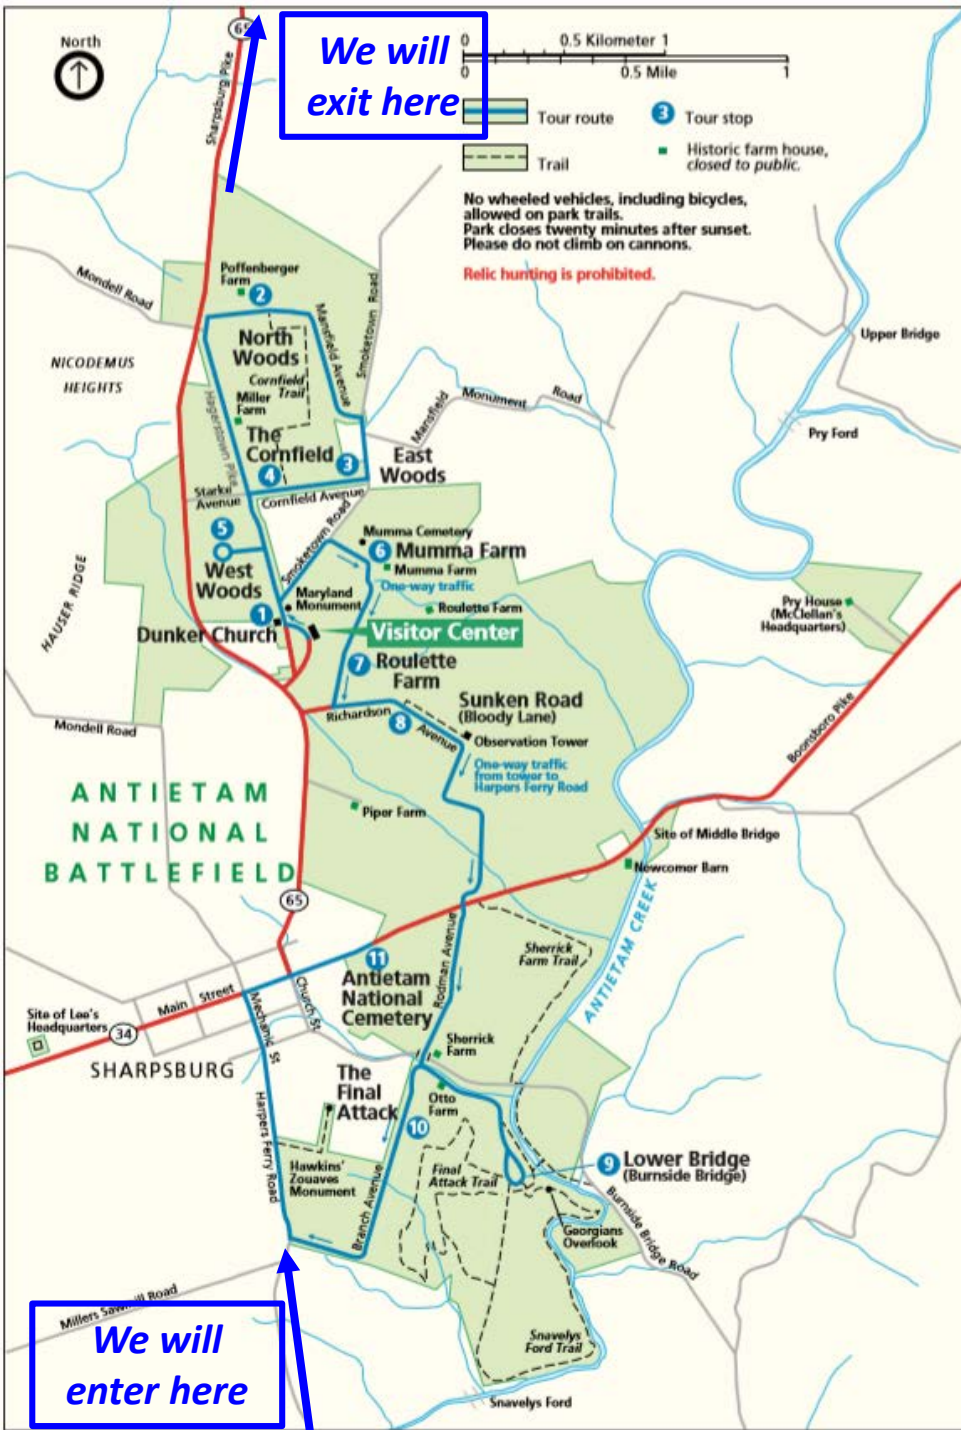 North
65
Sharpsburg Pike
We will
exit here
0 0.5 Kilometer 1
0 0.5 Mile 1
Tour route
3 Tour stop
Trail
Historic farm house,
closed to public.
No wheeled vehicles, including bicycles,
allowed on park trails.
Park closes twenty minutes after sunset.
Please do not climb on cannons.
Relic hunting is prohibited.
Mondell Road
Poffenberger
Farm
2
Mansfield Avenue
Smoketown Road
Upper Bridge
NICODEMUS
HEIGHTS
North
Woods
Cornfield
Trail
Miller
Farm
Hagerstown Pike
The
Cornfield
4
3
East
Woods
Mansfield
Monument
Road
Pry Ford
Starke
Avenue
Cornfield Avenue
5
West
Woods
Smoketown Road
Mumma Cemetery
6 Mumma Farm
Mumma Farm
One-way traffic
HAUSER RIDGE
Maryland
Monument
1
Dunker Church
Roulette Farm
Visitor Center
Pry House
(McClellan's
Headquarters)
7 Roulette
Farm
Sunken Road
(Bloody Lane)
Richardson
Avenue
8
Observation Tower
Mondell Road
One-way traffic
from tower to
Harpers Ferry Road
Boonsboro Pike
ANTIETAM
NATIONAL
BATTLEFIELD
Piper Farm
Site of Middle Bridge
Newcomer Barn
65
ANTIETAM CREEK
11
Antietam
National
Cemetery
Rodman Avenue
Sherrick
Farm Trail
Main Street
Church St
Mechanic St
Site of Lee's
Headquarters
34
SHARPSBURG
Sherrick
Farm
The
Final
Attack
Otto
Farm
10
Harpers Ferry Road
Hawkins'
Zouaves
Monument
Branch Avenue
Final
Attack Trail
9 Lower Bridge
(Burnside Bridge)
Georgians
Overlook
Burnside Bridge Road
Millers Sawmill Road
We will
enter here
Snavelys
Ford Trail
Snavelys Ford